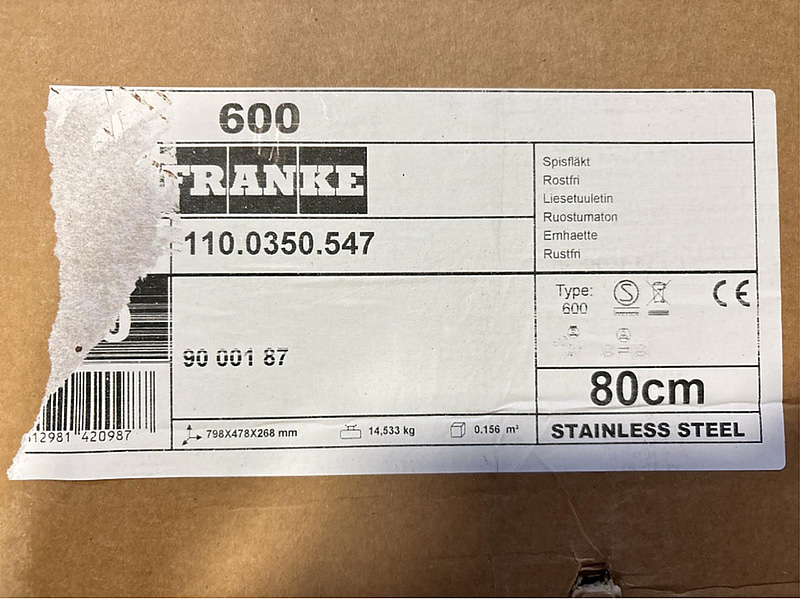 600
FRANKE
110.0350.547
Spisfläkt
Rostfri
Liesetuuletin
Ruostumaton
Emhaette
Rustfri
Type:
600
CE
90 001 87
80cm
STAINLESS STEEL
12981 420987
798X478X268 mm 14,533 kg 0.156 m³